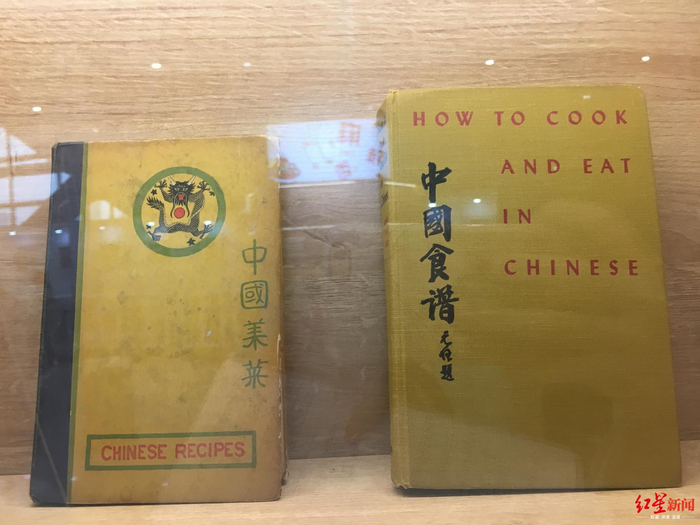 中國美菜
CHINESE RECIPES
HOW TO COOK
AND EAT
IN
CHINESE
中國食谱
元任題
红星新闻